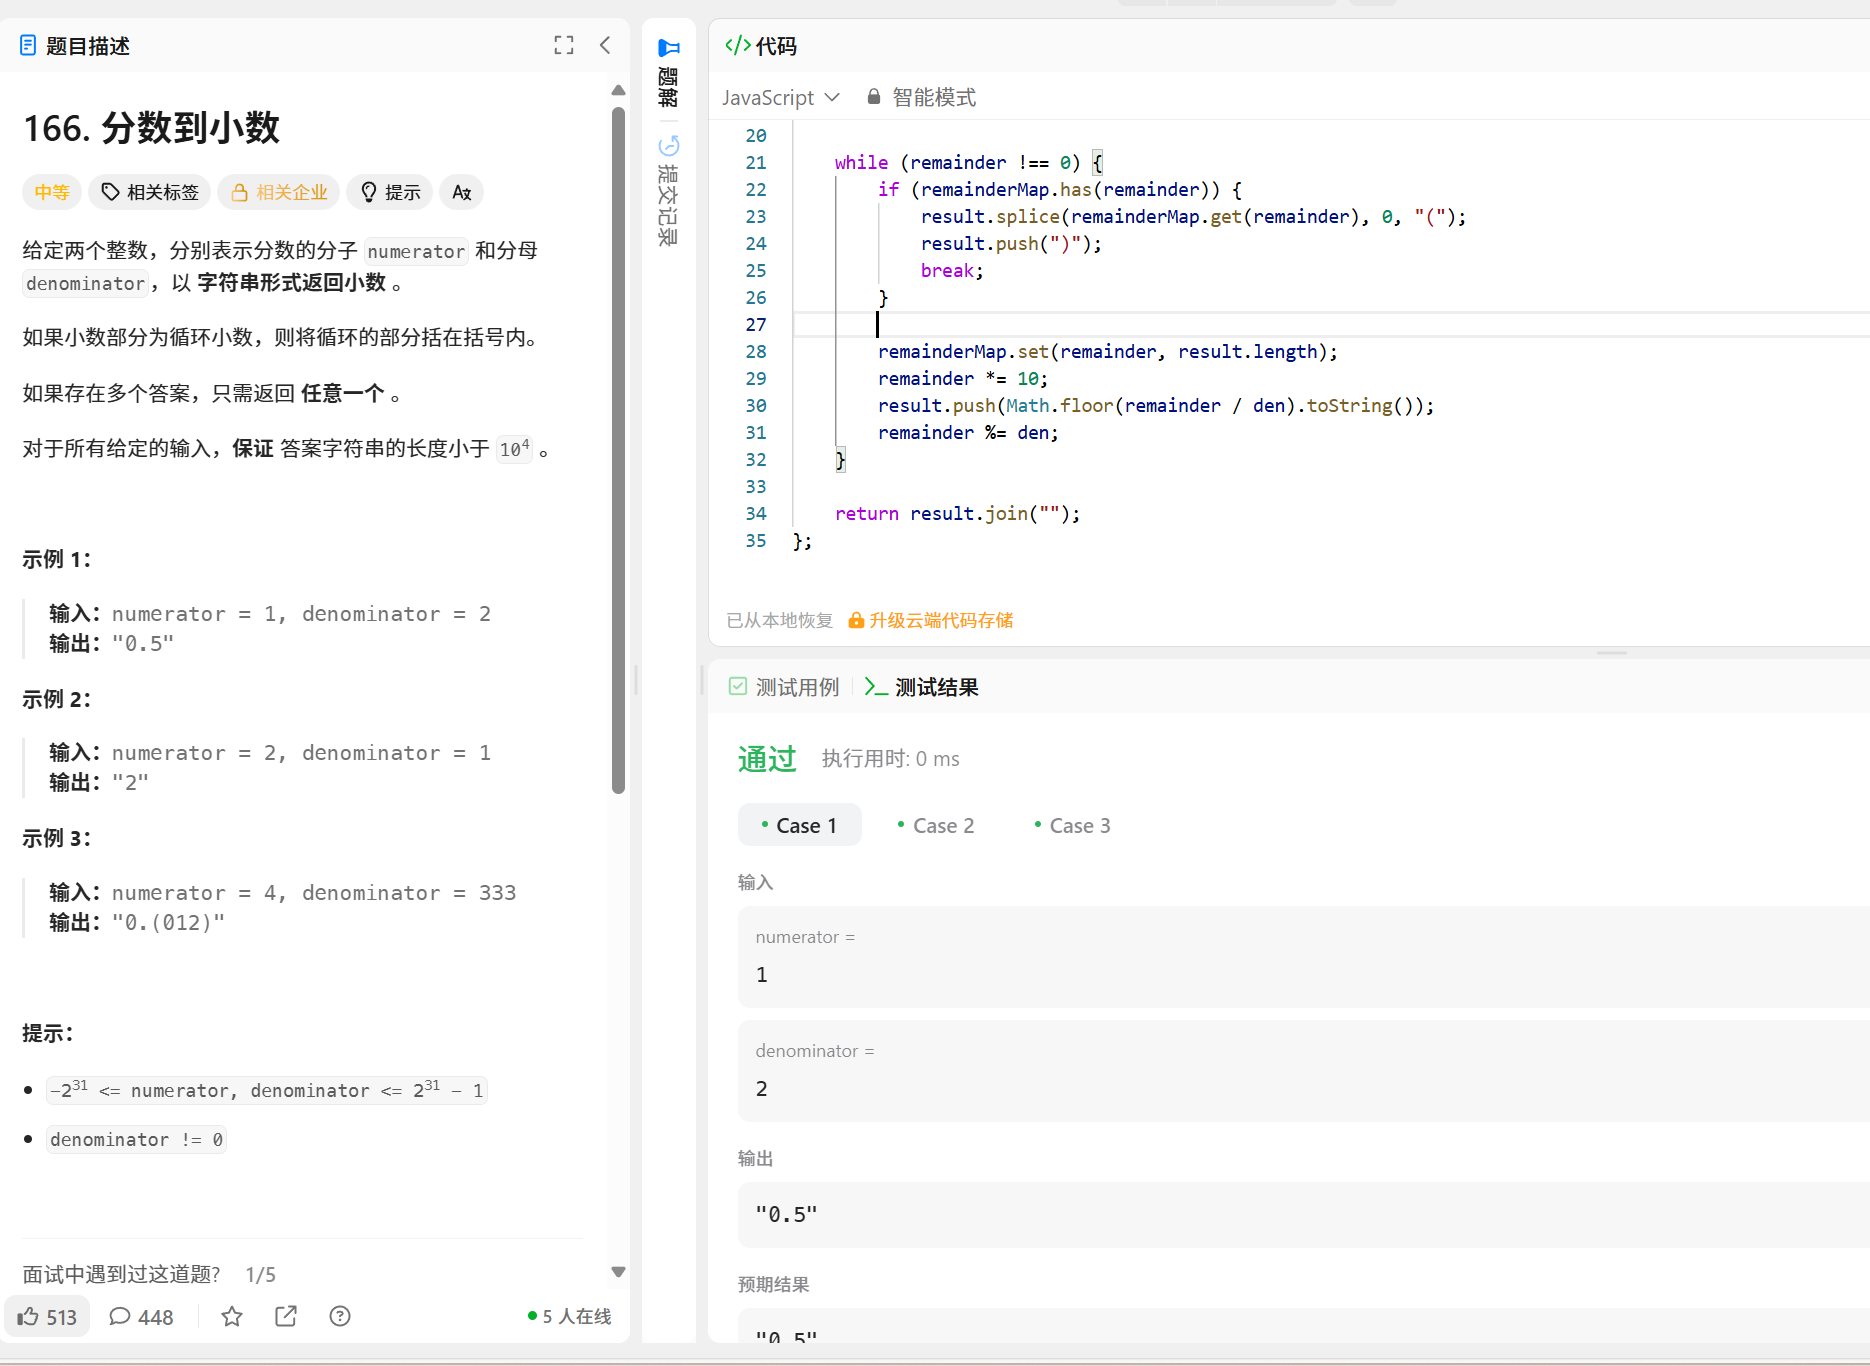 题目描述
166. 分数到小数
中等 相关标签 相关企业 提示
给定两个整数，分别表示分数的分子 numerator 和分母
denominator，以 字符串形式返回小数 。
如果小数部分为循环小数，则将循环的部分括在括号内。
如果存在多个答案，只需返回 任意一个 。
对于所有给定的输入，保证 答案字符串的长度小于 10⁴ 。
示例 1：
输入：numerator = 1, denominator = 2
输出："0.5"
示例 2：
输入：numerator = 2, denominator = 1
输出："2"
示例 3：
输入：numerator = 4, denominator = 333
输出："0.(012)"
提示：
-2³¹ <= numerator, denominator <= 2³¹ - 1
denominator != 0
面试中遇到过这道题? 1/5
513 448 5 人在线
题解
提交记录
</> 代码
JavaScript 智能模式
20
21 while (remainder !== 0) {
22 if (remainderMap.has(remainder)) {
23 result.splice(remainderMap.get(remainder), 0, "(");
24 result.push(")");
25 break;
26 }
27
28 remainderMap.set(remainder, result.length);
29 remainder *= 10;
30 result.push(Math.floor(remainder / den).toString());
31 remainder %= den;
32 }
33
34 return result.join("");
35 };
已从本地恢复 升级云端代码存储
测试用例 测试结果
通过 执行用时: 0 ms
Case 1 Case 2 Case 3
输入
numerator =
1
denominator =
2
输出
"0.5"
预期结果
"0.5"